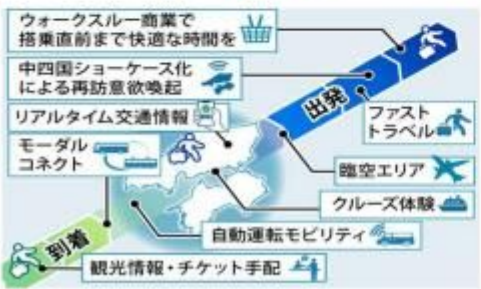 ウォークスルー商業で
搭乗直前まで快適な時間を
中四国ショーケース化
による再訪意欲喚起
リアルタイム交通情報
モーダル
コネクト
出発
ファスト
トラベル
臨空エリア
クルーズ体験
自動運転モビリティ
到着
観光情報・チケット手配